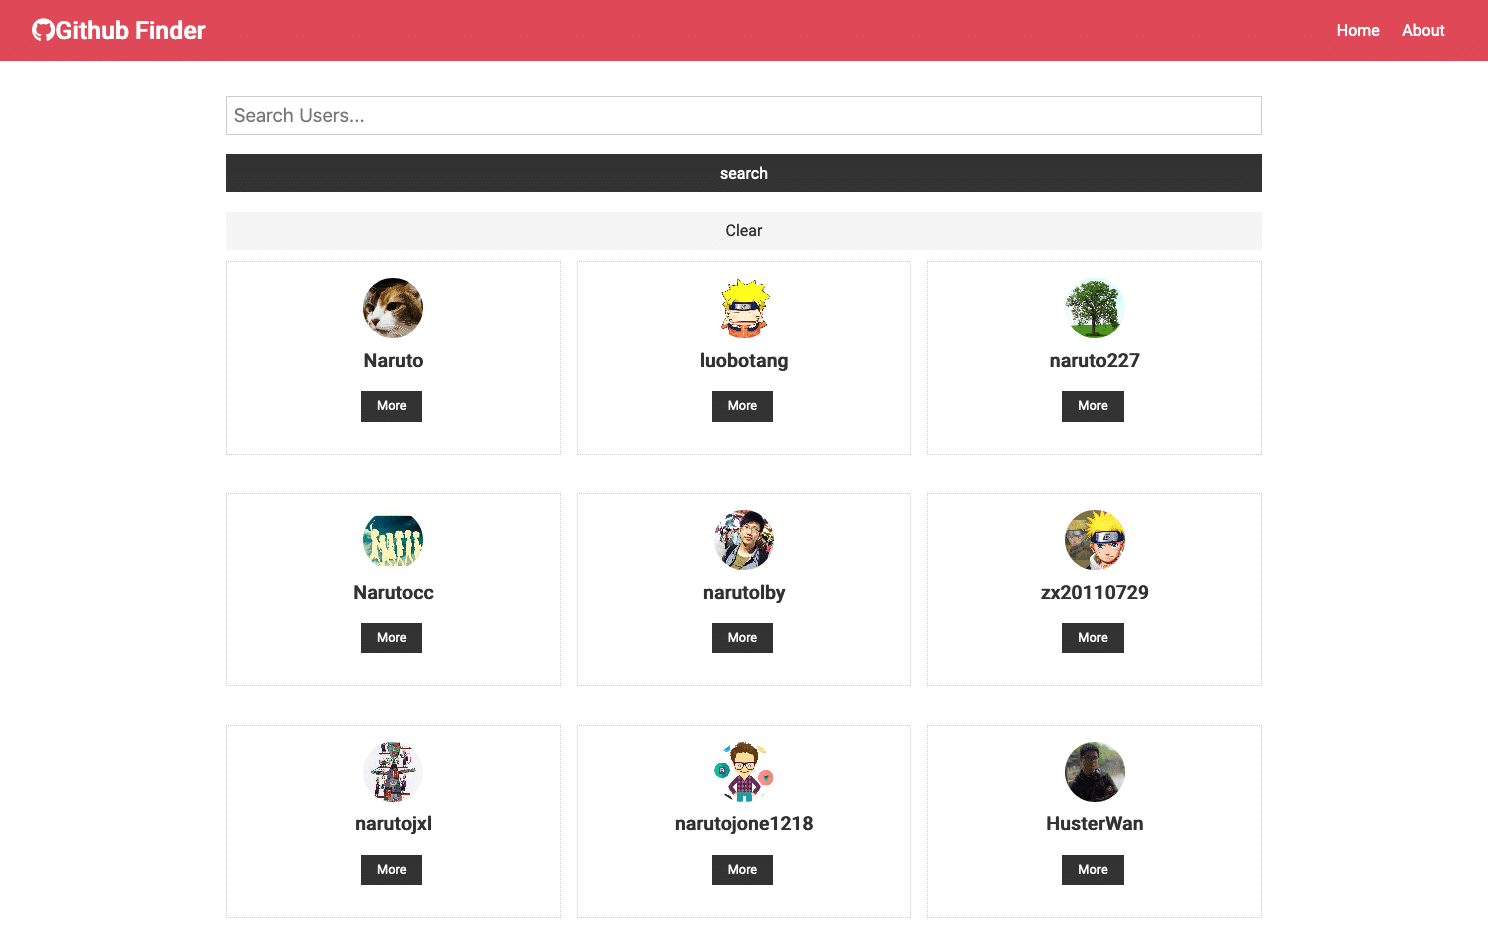 Github Finder
Home About
Search Users...
search
Clear
Naruto luobotang naruto227
More More More
Narutocc narutolby zx20110729
More More More
narutojxl narutojone1218 HusterWan
More More More